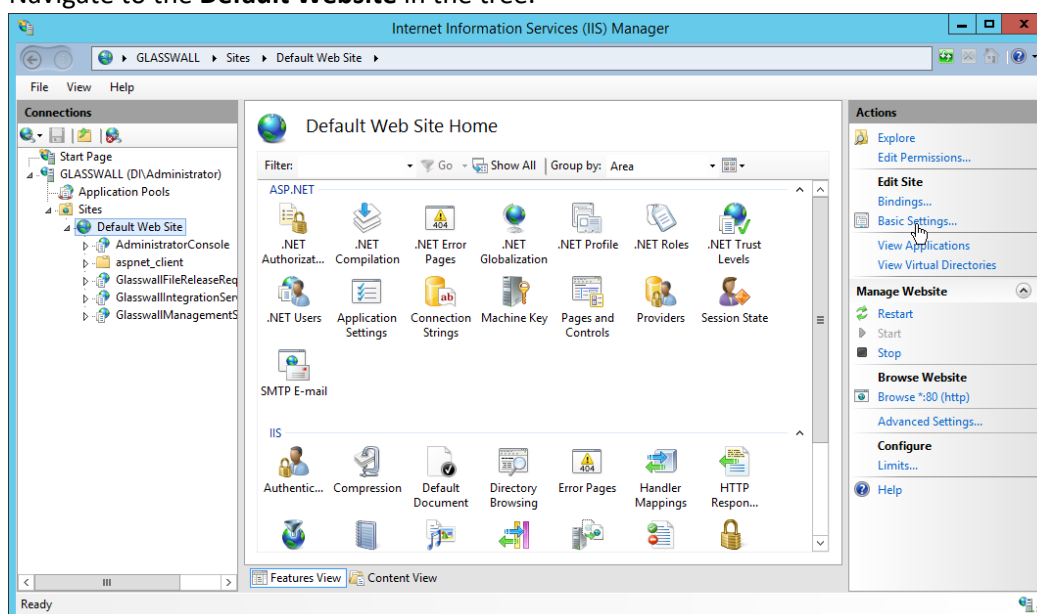 Navigate to the Default Website in the tree.
Internet Information Services (IIS) Manager
GLASSWALL Sites Default Web Site
File View Help
Connections
Start Page
GLASSWALL (DI\Administrator)
Application Pools
Sites
Default Web Site
AdministratorConsole
aspnet_client
GlasswallFileReleaseReq
GlasswallIntegrationSer
GlasswallManagementS
Default Web Site Home
Filter: Go Show All Group by: Area
ASP.NET
.NET .NET .NET Error .NET .NET Profile .NET Roles .NET Trust
Authorizat... Compilation Pages Globalization Levels
.NET Users Application Connection Machine Key Pages and Providers Session State
Settings Strings Controls
SMTP E-mail
IIS
Authentic... Compression Default Directory Error Pages Handler HTTP
Document Browsing Mappings Respon...
Features View Content View
Actions
Explore
Edit Permissions...
Edit Site
Bindings...
Basic Settings...
View Applications
View Virtual Directories
Manage Website
Restart
Start
Stop
Browse Website
Browse *:80 (http)
Advanced Settings...
Configure
Limits...
Help
Ready